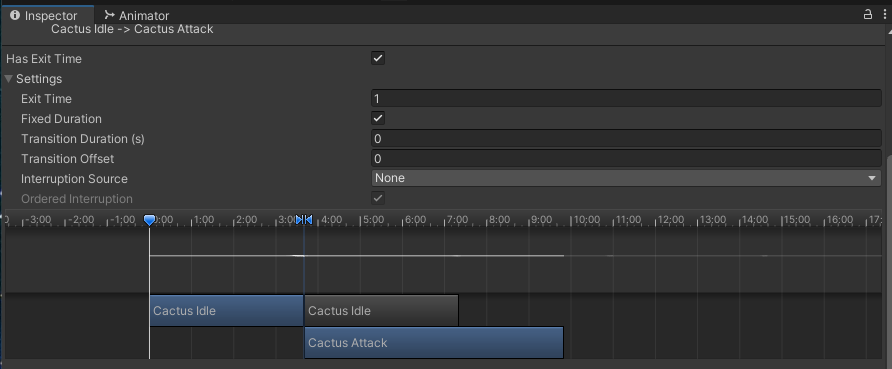 Inspector Animator
Cactus Idle -> Cactus Attack
Has Exit Time
Settings
Exit Time 1
Fixed Duration
Transition Duration (s) 0
Transition Offset 0
Interruption Source None
Ordered Interruption
-3:00 -2:00 -1:00 0:00 1:00 2:00 3:00 4:00 5:00 6:00 7:00 8:00 9:00 10:00 11:00 12:00 13:00 14:00 15:00 16:00 17:
Cactus Idle Cactus Idle
Cactus Attack